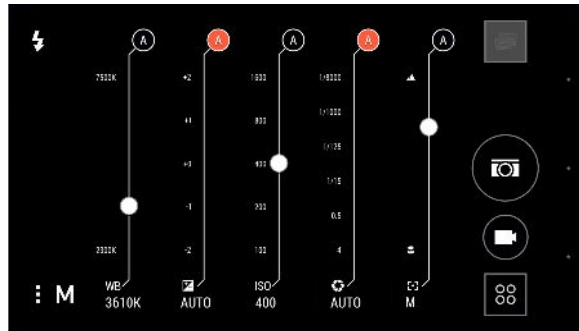 A A A A A
7500K +2 1600 1/8000
+1 800 1/1000
1/125
+0 400
1/15
-1 200
0.5
2300K -2 100 4
WB ISO
M 3610K AUTO 400 AUTO M